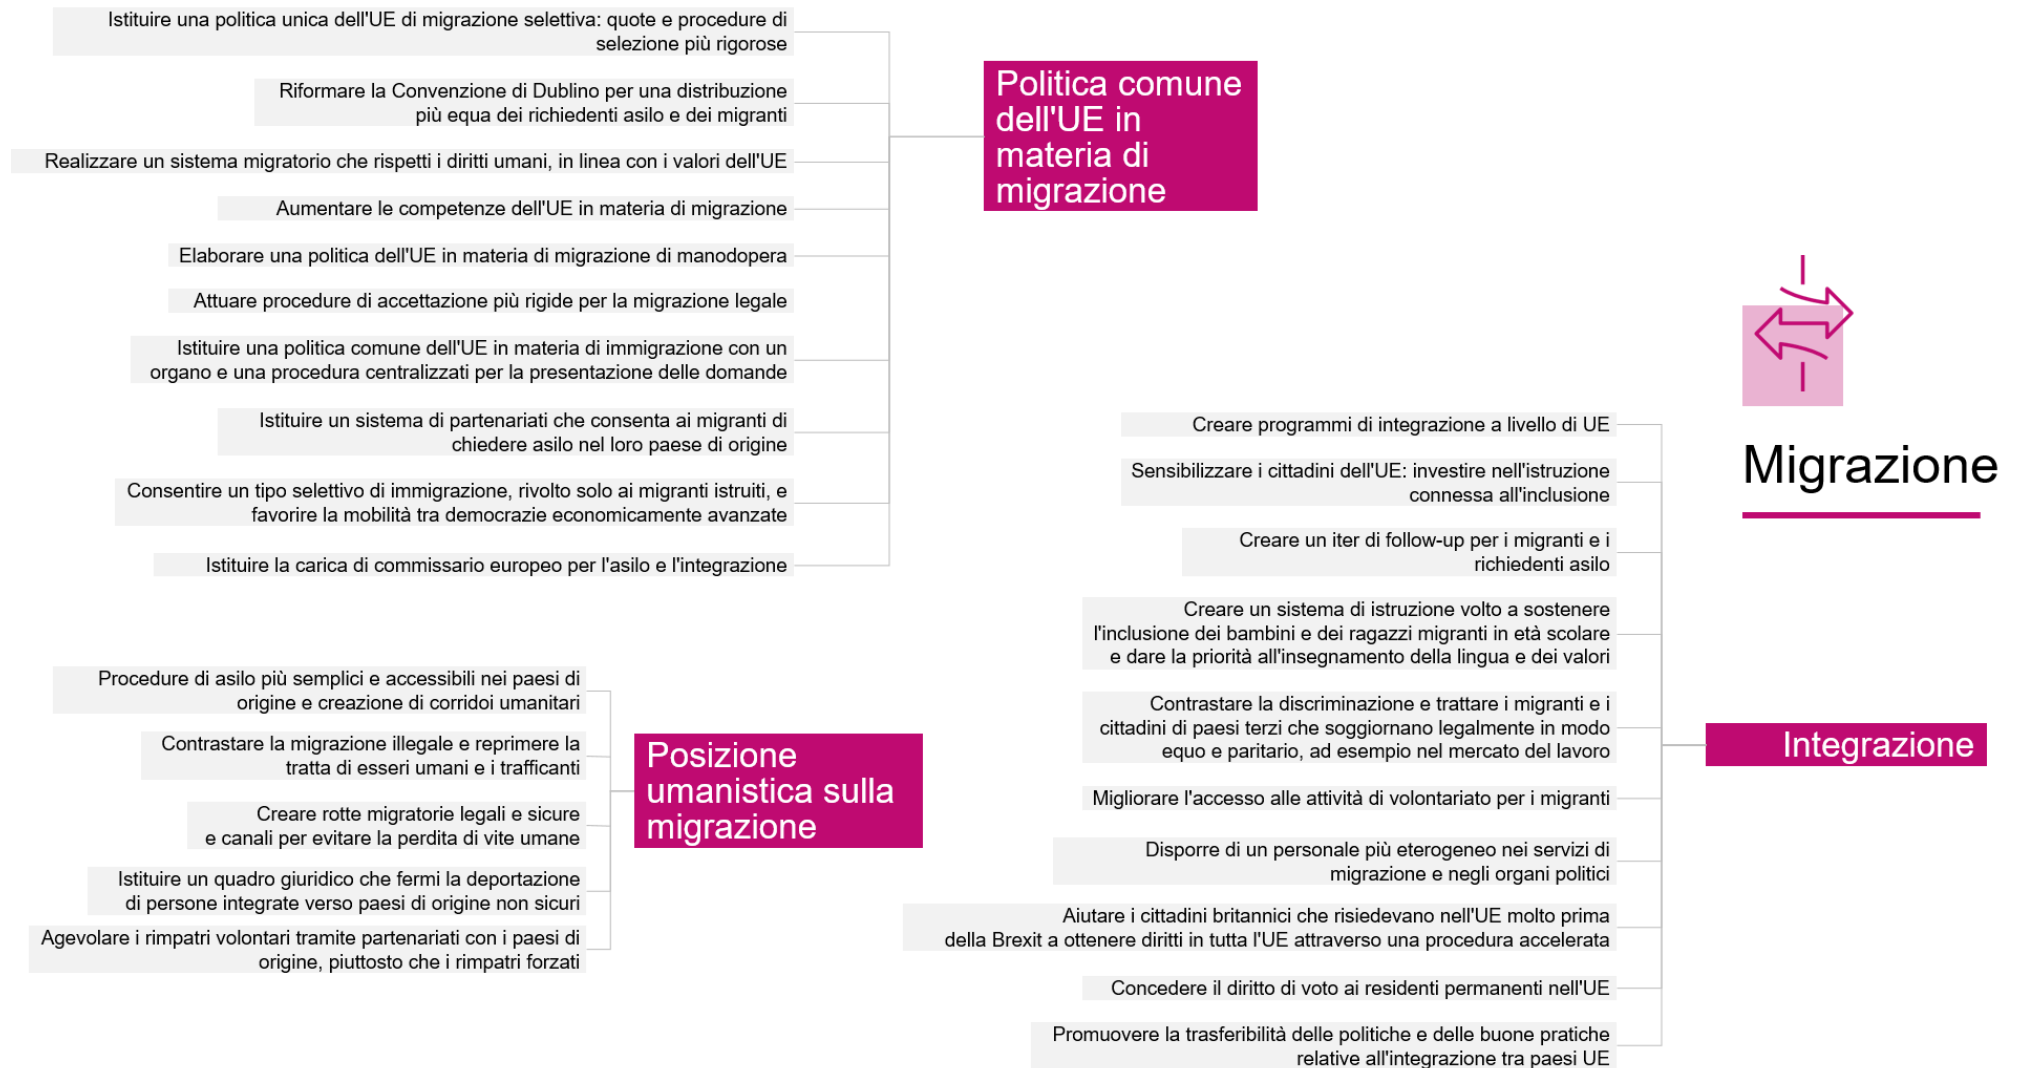 Istituire una politica unica dell'UE di migrazione selettiva: quote e procedure di
selezione più rigorose
Riformare la Convenzione di Dublino per una distribuzione
più equa dei richiedenti asilo e dei migranti
Realizzare un sistema migratorio che rispetti i diritti umani, in linea con i valori dell'UE
Aumentare le competenze dell'UE in materia di migrazione
Elaborare una politica dell'UE in materia di migrazione di manodopera
Attuare procedure di accettazione più rigide per la migrazione legale
Istituire una politica comune dell'UE in materia di immigrazione con un
organo e una procedura centralizzati per la presentazione delle domande
Istituire un sistema di partenariati che consenta ai migranti di
chiedere asilo nel loro paese di origine
Consentire un tipo selettivo di immigrazione, rivolto solo ai migranti istruiti, e
favorire la mobilità tra democrazie economicamente avanzate
Istituire la carica di commissario europeo per l'asilo e l'integrazione
Politica comune
dell'UE in
materia di
migrazione
Procedure di asilo più semplici e accessibili nei paesi di
origine e creazione di corridoi umanitari
Contrastare la migrazione illegale e reprimere la
tratta di esseri umani e i trafficanti
Creare rotte migratorie legali e sicure
e canali per evitare la perdita di vite umane
Istituire un quadro giuridico che fermi la deportazione
di persone integrate verso paesi di origine non sicuri
Agevolare i rimpatri volontari tramite partenariati con i paesi di
origine, piuttosto che i rimpatri forzati
Posizione
umanistica sulla
migrazione
Migrazione
Creare programmi di integrazione a livello di UE
Sensibilizzare i cittadini dell'UE: investire nell'istruzione
connessa all'inclusione
Creare un iter di follow-up per i migranti e i
richiedenti asilo
Creare un sistema di istruzione volto a sostenere
l'inclusione dei bambini e dei ragazzi migranti in età scolare
e dare la priorità all'insegnamento della lingua e dei valori
Contrastare la discriminazione e trattare i migranti e i
cittadini di paesi terzi che soggiornano legalmente in modo
equo e paritario, ad esempio nel mercato del lavoro
Migliorare l'accesso alle attività di volontariato per i migranti
Disporre di un personale più eterogeneo nei servizi di
migrazione e negli organi politici
Aiutare i cittadini britannici che risiedevano nell'UE molto prima
della Brexit a ottenere diritti in tutta l'UE attraverso una procedura accelerata
Concedere il diritto di voto ai residenti permanenti nell'UE
Promuovere la trasferibilità delle politiche e delle buone pratiche
relative all'integrazione tra paesi UE
Integrazione